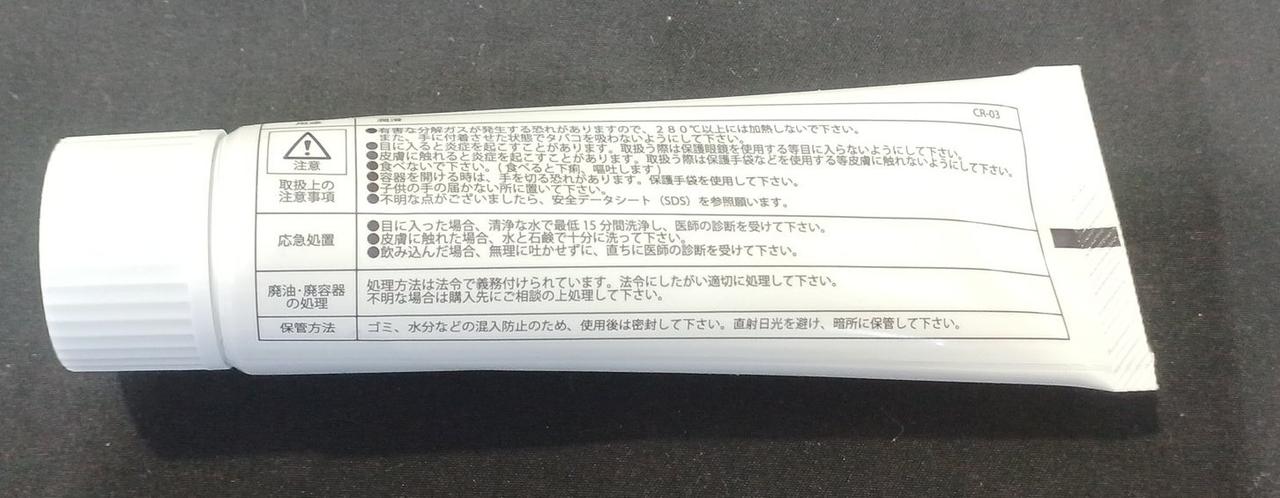 CR-03
●有害な分解ガスが発生する恐れがありますので、２８０℃以上には加熱しないで下さい。
また、手に付着させた状態でタバコを吸わないようにして下さい。
●目に入ると炎症を起こすことがあります。取扱う際は保護眼鏡を使用する等目に入らないようにして下さい。
●皮膚に触れると炎症を起こすことがあります。取扱う際は保護手袋などを使用する等皮膚に触れないようにして下さい。
●食べないで下さい。(食べると下痢、嘔吐します)
●容器を開ける時は、手を切る恐れがあります。保護手袋を使用して下さい。
●子供の手の届かない所に置いて下さい。
●不明な点がございましたら、安全データシート（SDS）を参照願います。
注意
取扱上の
注意事項
応急処置
●目に入った場合、清浄な水で最低15分間洗浄し、医師の診断を受けて下さい。
●皮膚に触れた場合、水と石鹸で十分に洗って下さい。
●飲み込んだ場合、無理に吐かせずに、直ちに医師の診断を受けて下さい。
廃油・廃容器
の処理
処理方法は法令で義務付けられています。法令にしたがい適切に処理して下さい。
不明な場合は購入先にご相談の上処理して下さい。
保管方法
ゴミ、水分などの混入防止のため、使用後は密封して下さい。直射日光を避け、暗所に保管して下さい。